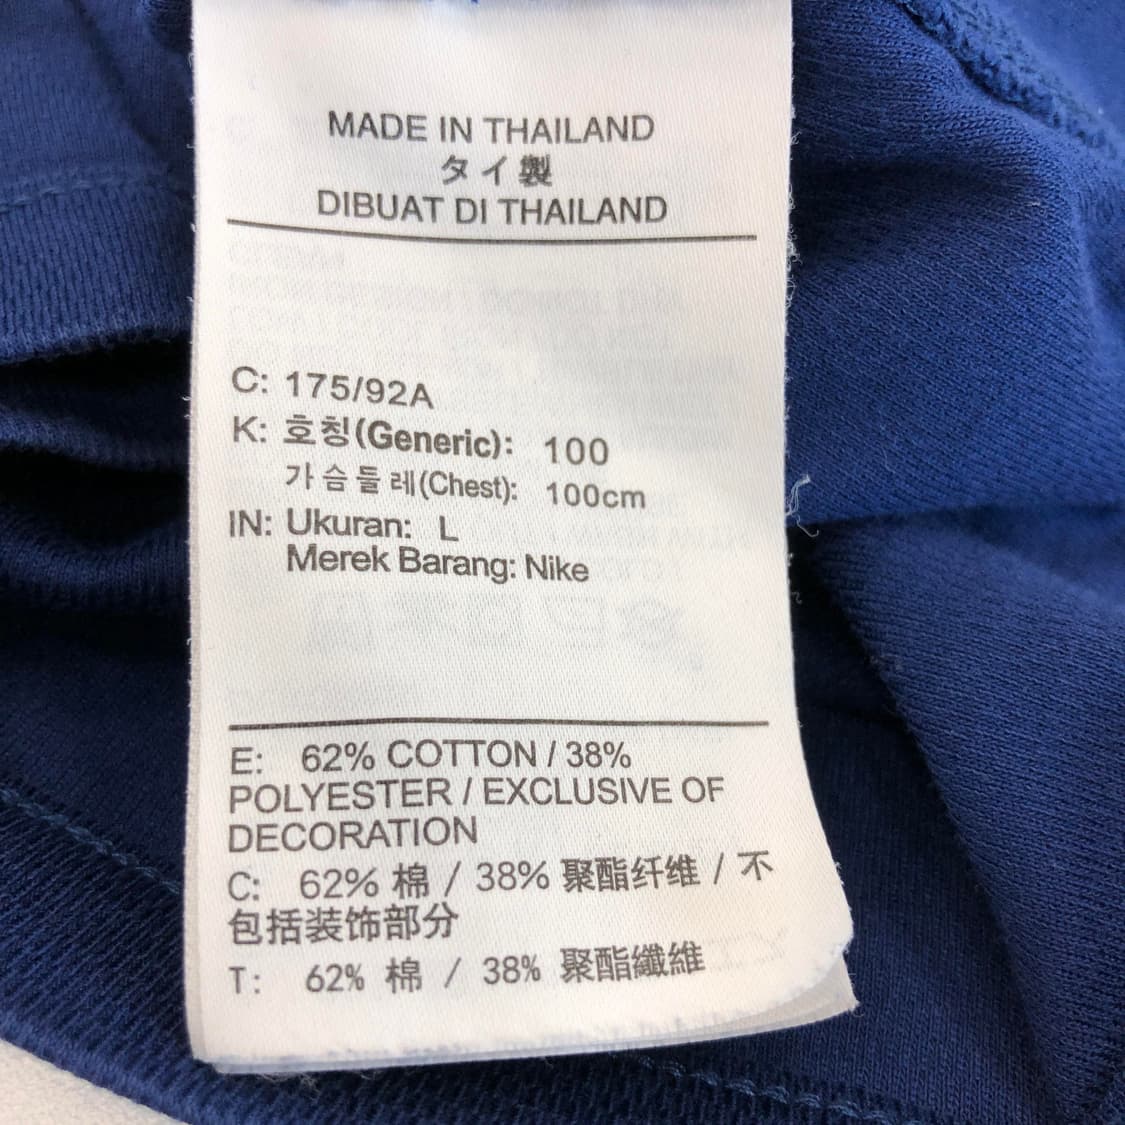 MADE IN THAILAND
タイ製
DIBUAT DI THAILAND
C: 175/92A
K: 호칭(Generic): 100
가슴들레(Chest): 100cm
IN: Ukuran: L
Merek Barang: Nike
E: 62% COTTON / 38%
POLYESTER / EXCLUSIVE OF
DECORATION
C: 62% 棉 / 38% 聚酯纤维 / 不
包括装饰部分
T: 62% 棉 / 38% 聚酯纖維